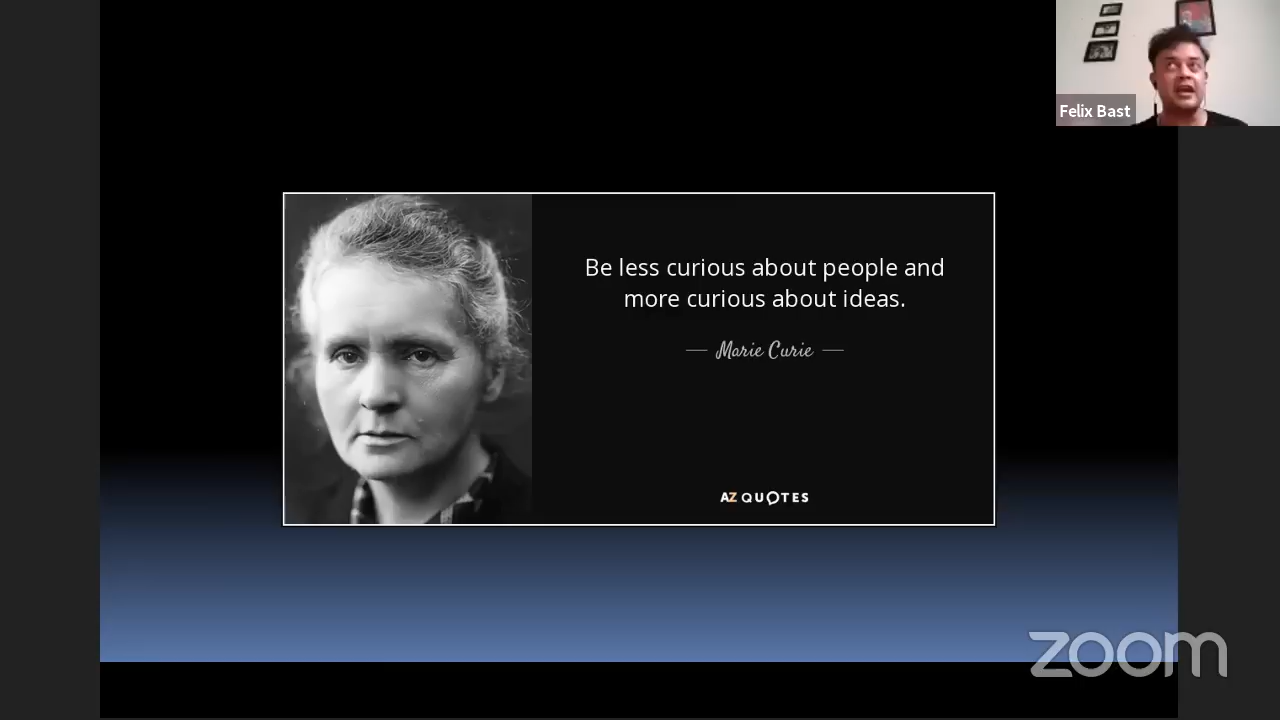 Felix Bast
Be less curious about people and
more curious about ideas.
— Marie Curie —
AZ QUOTES
zoom